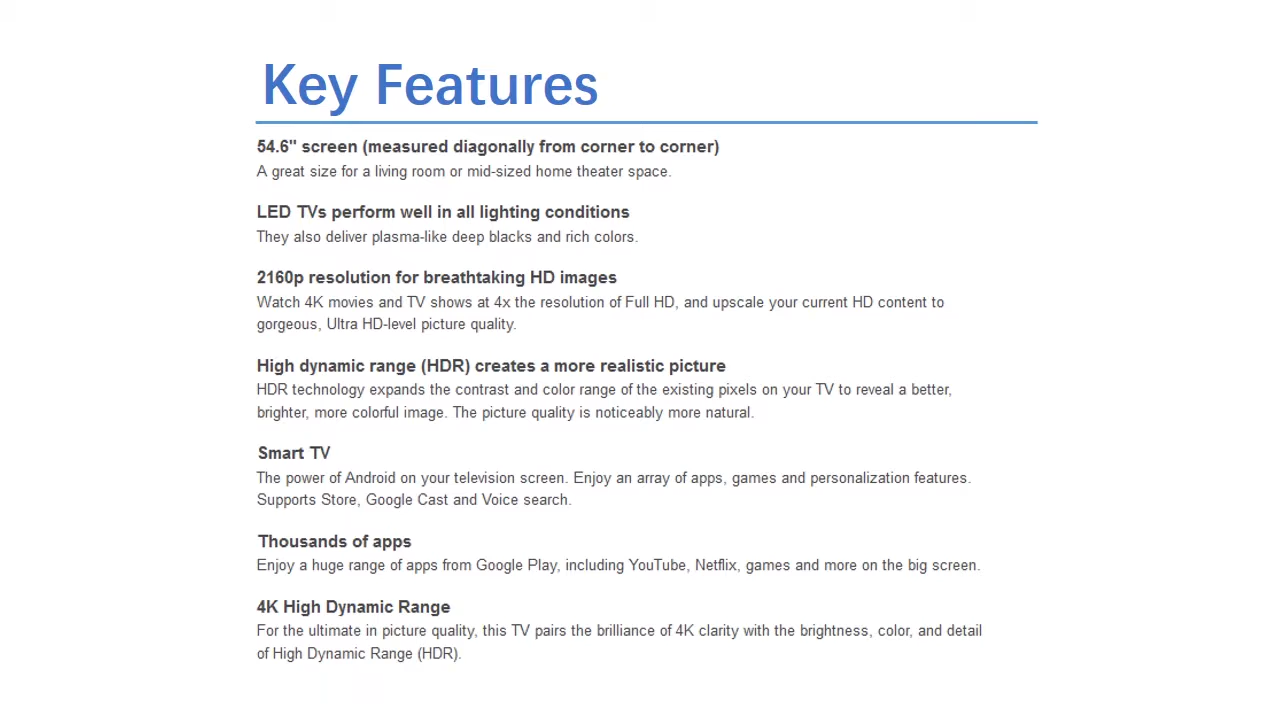 Key Features
54.6" screen (measured diagonally from corner to corner)
A great size for a living room or mid-sized home theater space.
LED TVs perform well in all lighting conditions
They also deliver plasma-like deep blacks and rich colors.
2160p resolution for breathtaking HD images
Watch 4K movies and TV shows at 4x the resolution of Full HD, and upscale your current HD content to
gorgeous, Ultra HD-level picture quality.
High dynamic range (HDR) creates a more realistic picture
HDR technology expands the contrast and color range of the existing pixels on your TV to reveal a better,
brighter, more colorful image. The picture quality is noticeably more natural.
Smart TV
The power of Android on your television screen. Enjoy an array of apps, games and personalization features.
Supports Store, Google Cast and Voice search.
Thousands of apps
Enjoy a huge range of apps from Google Play, including YouTube, Netflix, games and more on the big screen.
4K High Dynamic Range
For the ultimate in picture quality, this TV pairs the brilliance of 4K clarity with the brightness, color, and detail
of High Dynamic Range (HDR).